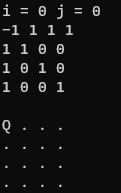 i = 0 j = 0
-1 1 1 1
1 1 0 0
1 0 1 0
1 0 0 1

Q . . .
. . . .
. . . .
. . . .